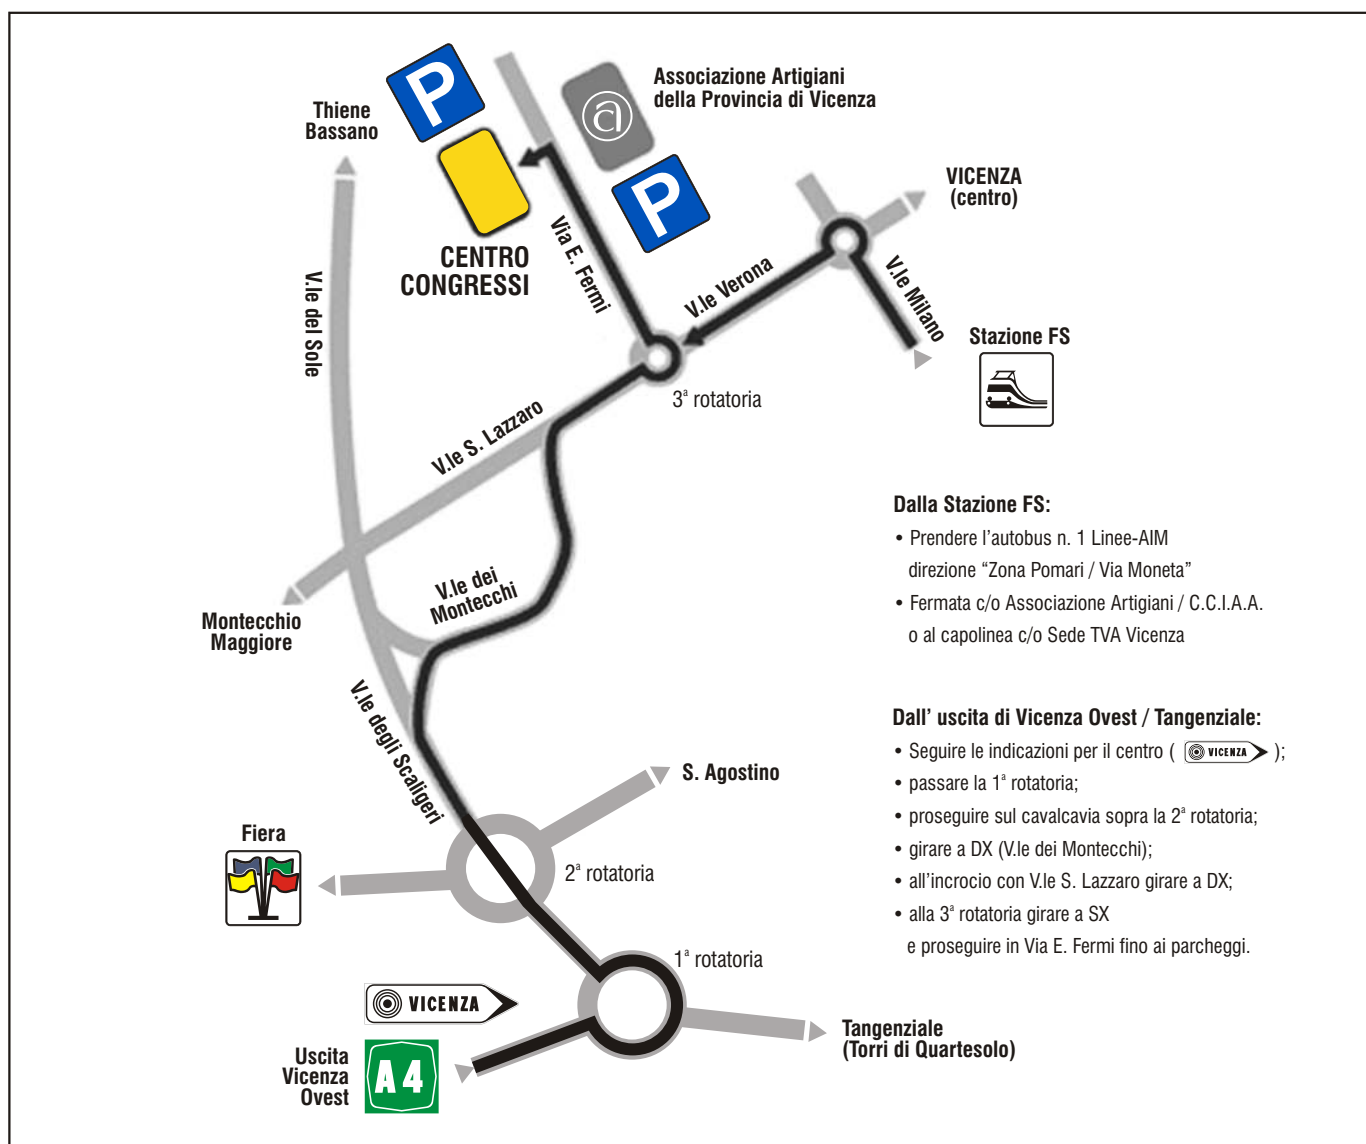 P
Associazione Artigiani
della Provincia di Vicenza
Thiene
Bassano
a
P
VICENZA
(centro)
CENTRO
CONGRESSI
Via E. Fermi
V.le Verona
V.le Milano
V.le del Sole
Stazione FS
3ª rotatoria
V.le S. Lazzaro
Dalla Stazione FS:
• Prendere l'autobus n. 1 Linee-AIM
direzione “Zona Pomari / Via Moneta”
• Fermata c/o Associazione Artigiani / C.C.I.A.A.
o al capolinea c/o Sede TVA Vicenza
V.le dei
Montecchi
Montecchio
Maggiore
V.le degli Scaligeri
Dall' uscita di Vicenza Ovest / Tangenziale:
• Seguire le indicazioni per il centro ( VICENZA );
• passare la 1ª rotatoria;
• proseguire sul cavalcavia sopra la 2ª rotatoria;
• girare a DX (V.le dei Montecchi);
• all'incrocio con V.le S. Lazzaro girare a DX;
• alla 3ª rotatoria girare a SX
e proseguire in Via E. Fermi fino ai parcheggi.
S. Agostino
Fiera
2ª rotatoria
1ª rotatoria
VICENZA
Tangenziale
(Torri di Quartesolo)
Uscita
Vicenza
Ovest
A4